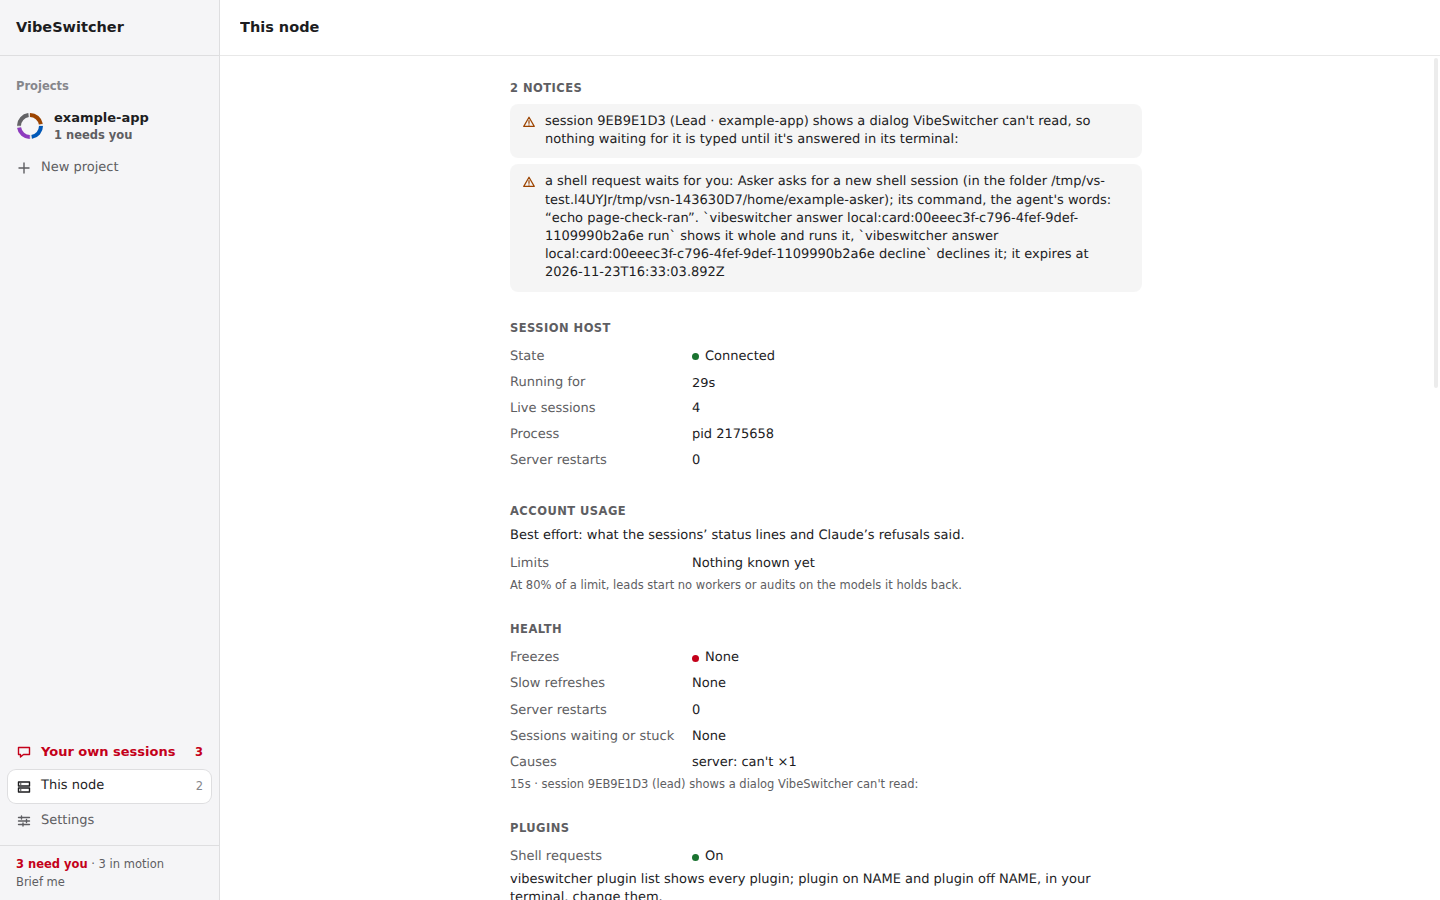 VibeSwitcher
This node
Projects
example-app
1 needs you
New project
2 NOTICES
session 9EB9E1D3 (Lead · example-app) shows a dialog VibeSwitcher can't read, so
nothing waiting for it is typed until it's answered in its terminal:
a shell request waits for you: Asker asks for a new shell session (in the folder /tmp/vs-
test.l4UYJr/tmp/vsn-143630D7/home/example-asker); its command, the agent's words:
“echo page-check-ran”. `vibeswitcher answer local:card:00eeec3f-c796-4fef-9def-
1109990b2a6e run` shows it whole and runs it, `vibeswitcher answer
local:card:00eeec3f-c796-4fef-9def-1109990b2a6e decline` declines it; it expires at
2026-11-23T16:33:03.892Z
SESSION HOST
State Connected
Running for 29s
Live sessions 4
Process pid 2175658
Server restarts 0
ACCOUNT USAGE
Best effort: what the sessions’ status lines and Claude’s refusals said.
Limits Nothing known yet
At 80% of a limit, leads start no workers or audits on the models it holds back.
HEALTH
Freezes None
Slow refreshes None
Server restarts 0
Sessions waiting or stuck None
Causes server: can't ×1
15s · session 9EB9E1D3 (lead) shows a dialog VibeSwitcher can't read:
PLUGINS
Shell requests On
vibeswitcher plugin list shows every plugin; plugin on NAME and plugin off NAME, in your
terminal, change them.
Your own sessions 3
This node 2
Settings
3 need you · 3 in motion
Brief me